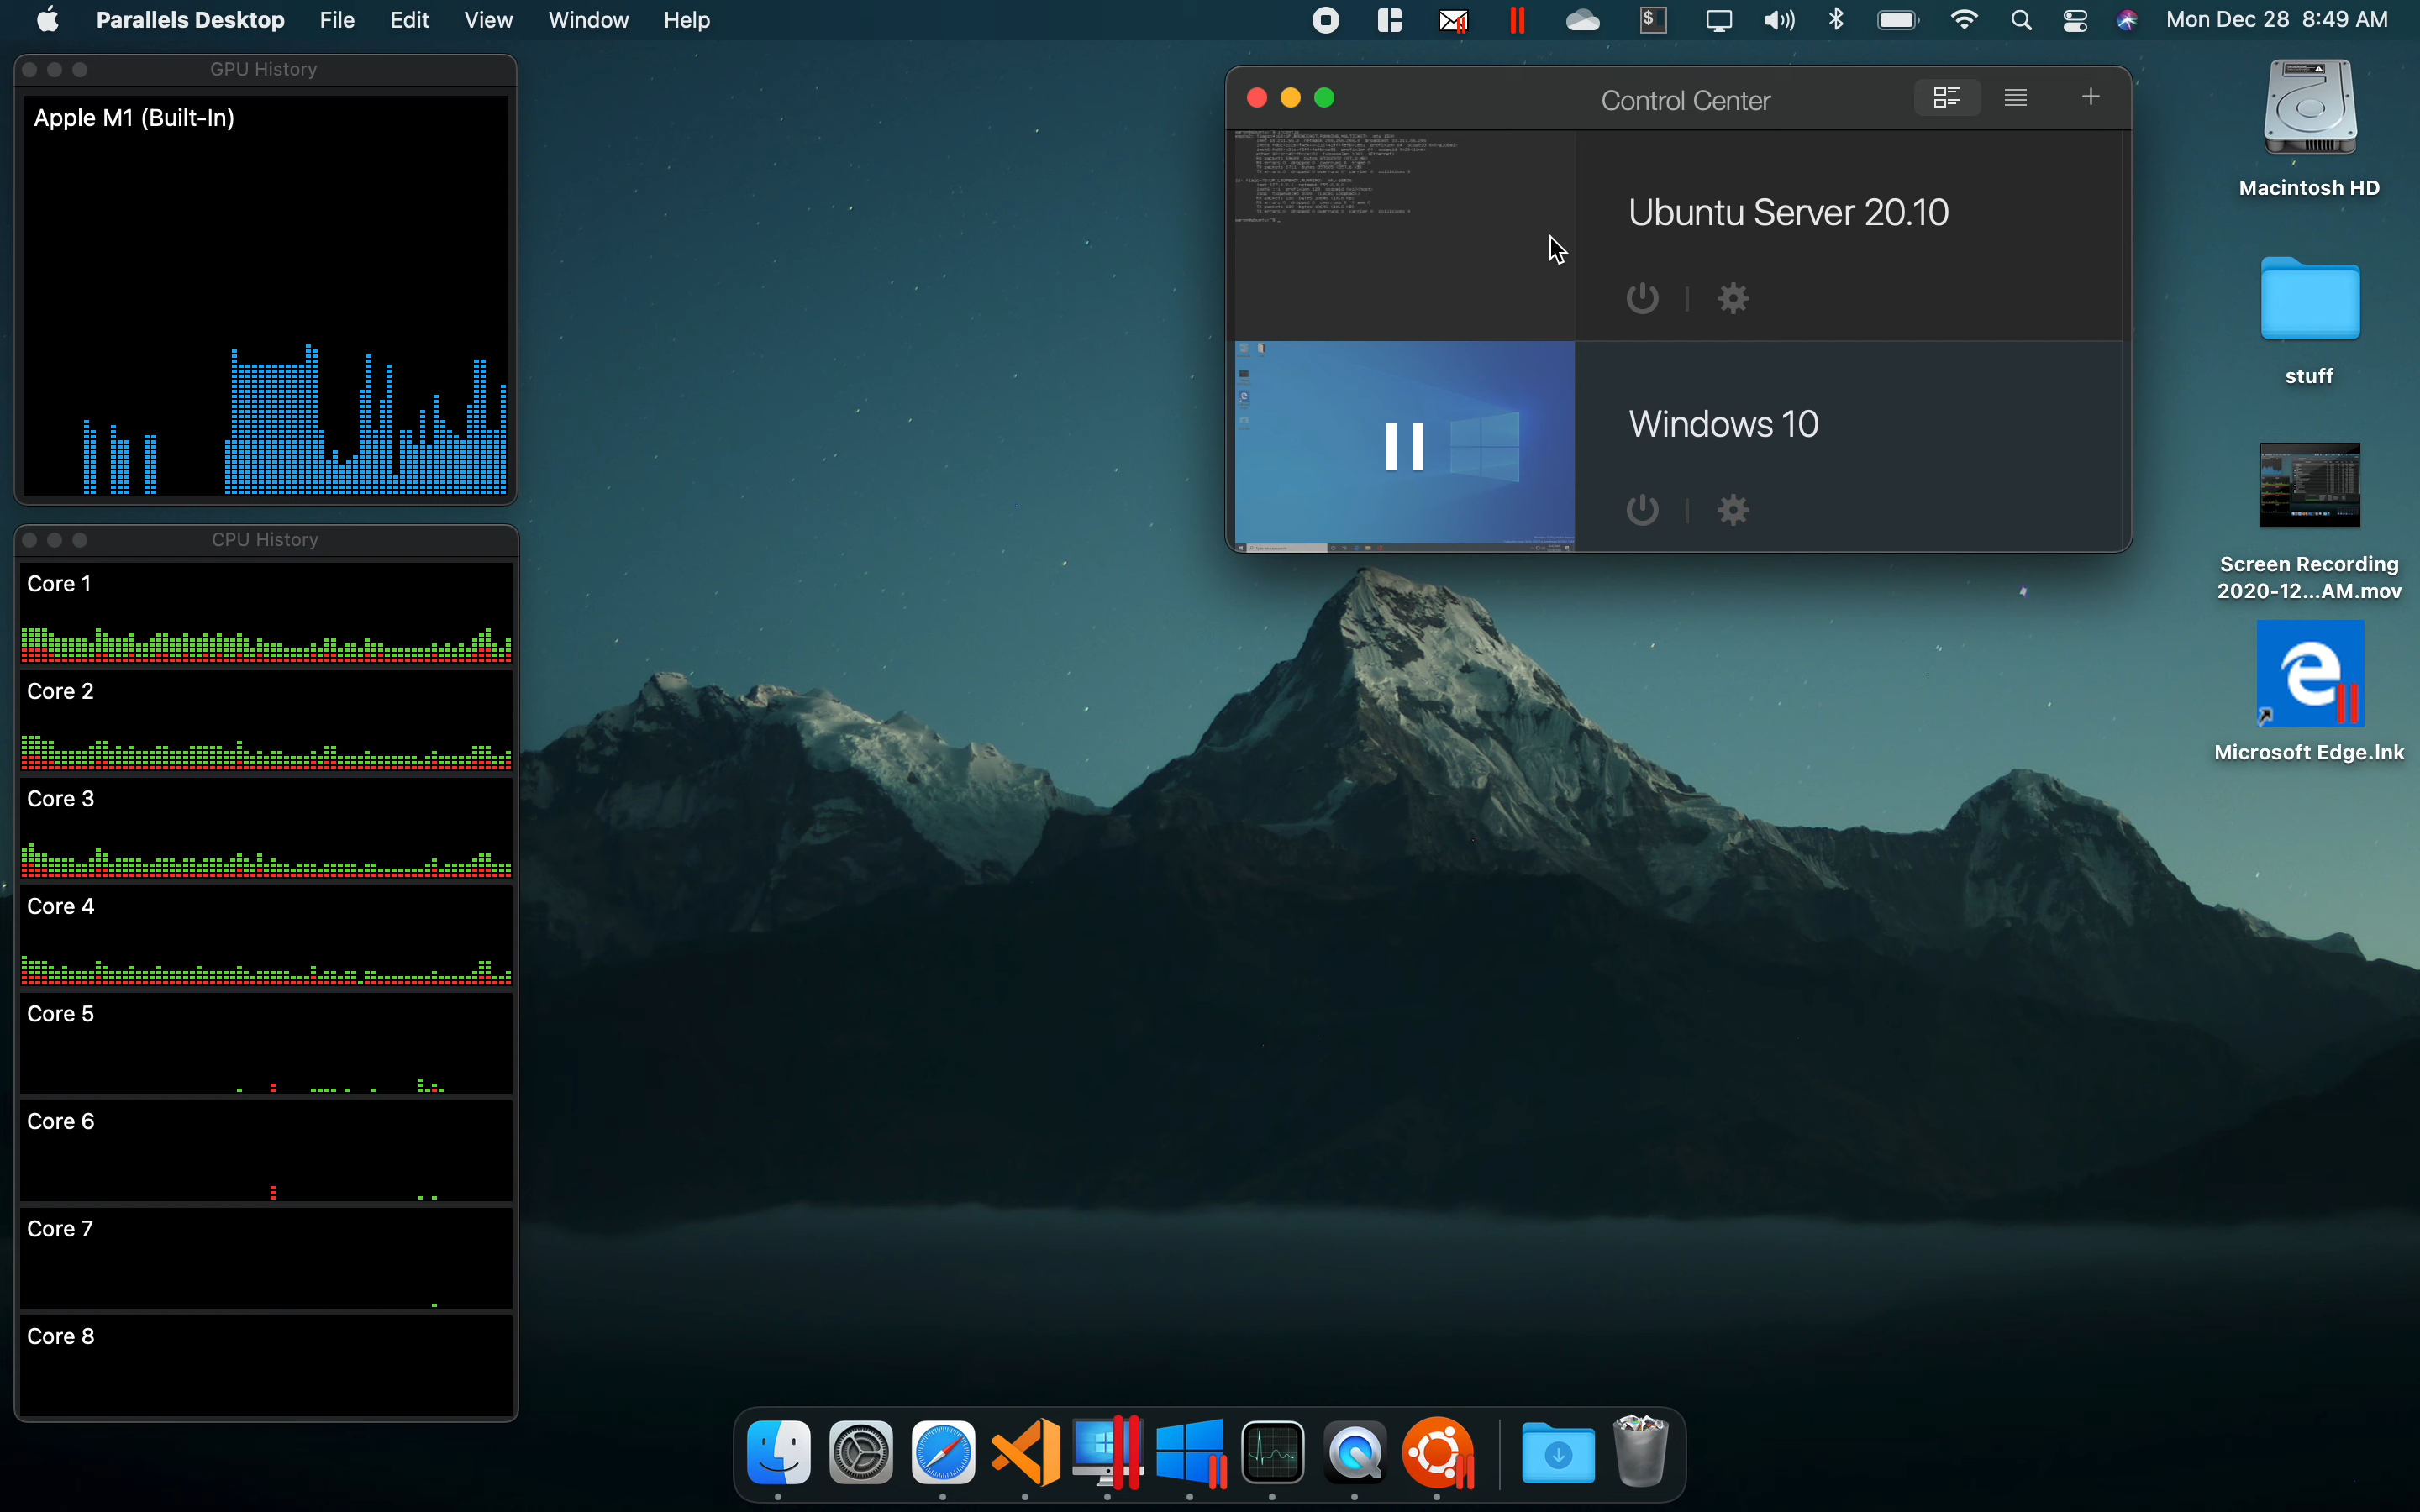 Parallels Desktop File Edit View Window Help Mon Dec 28 8:49 AM
GPU History
Apple M1 (Built-In)
CPU History
Core 1
Core 2
Core 3
Core 4
Core 5
Core 6
Core 7
Core 8
Control Center
Ubuntu Server 20.10
Windows 10
Macintosh HD
stuff
Screen Recording
2020-12...AM.mov
Microsoft Edge.lnk